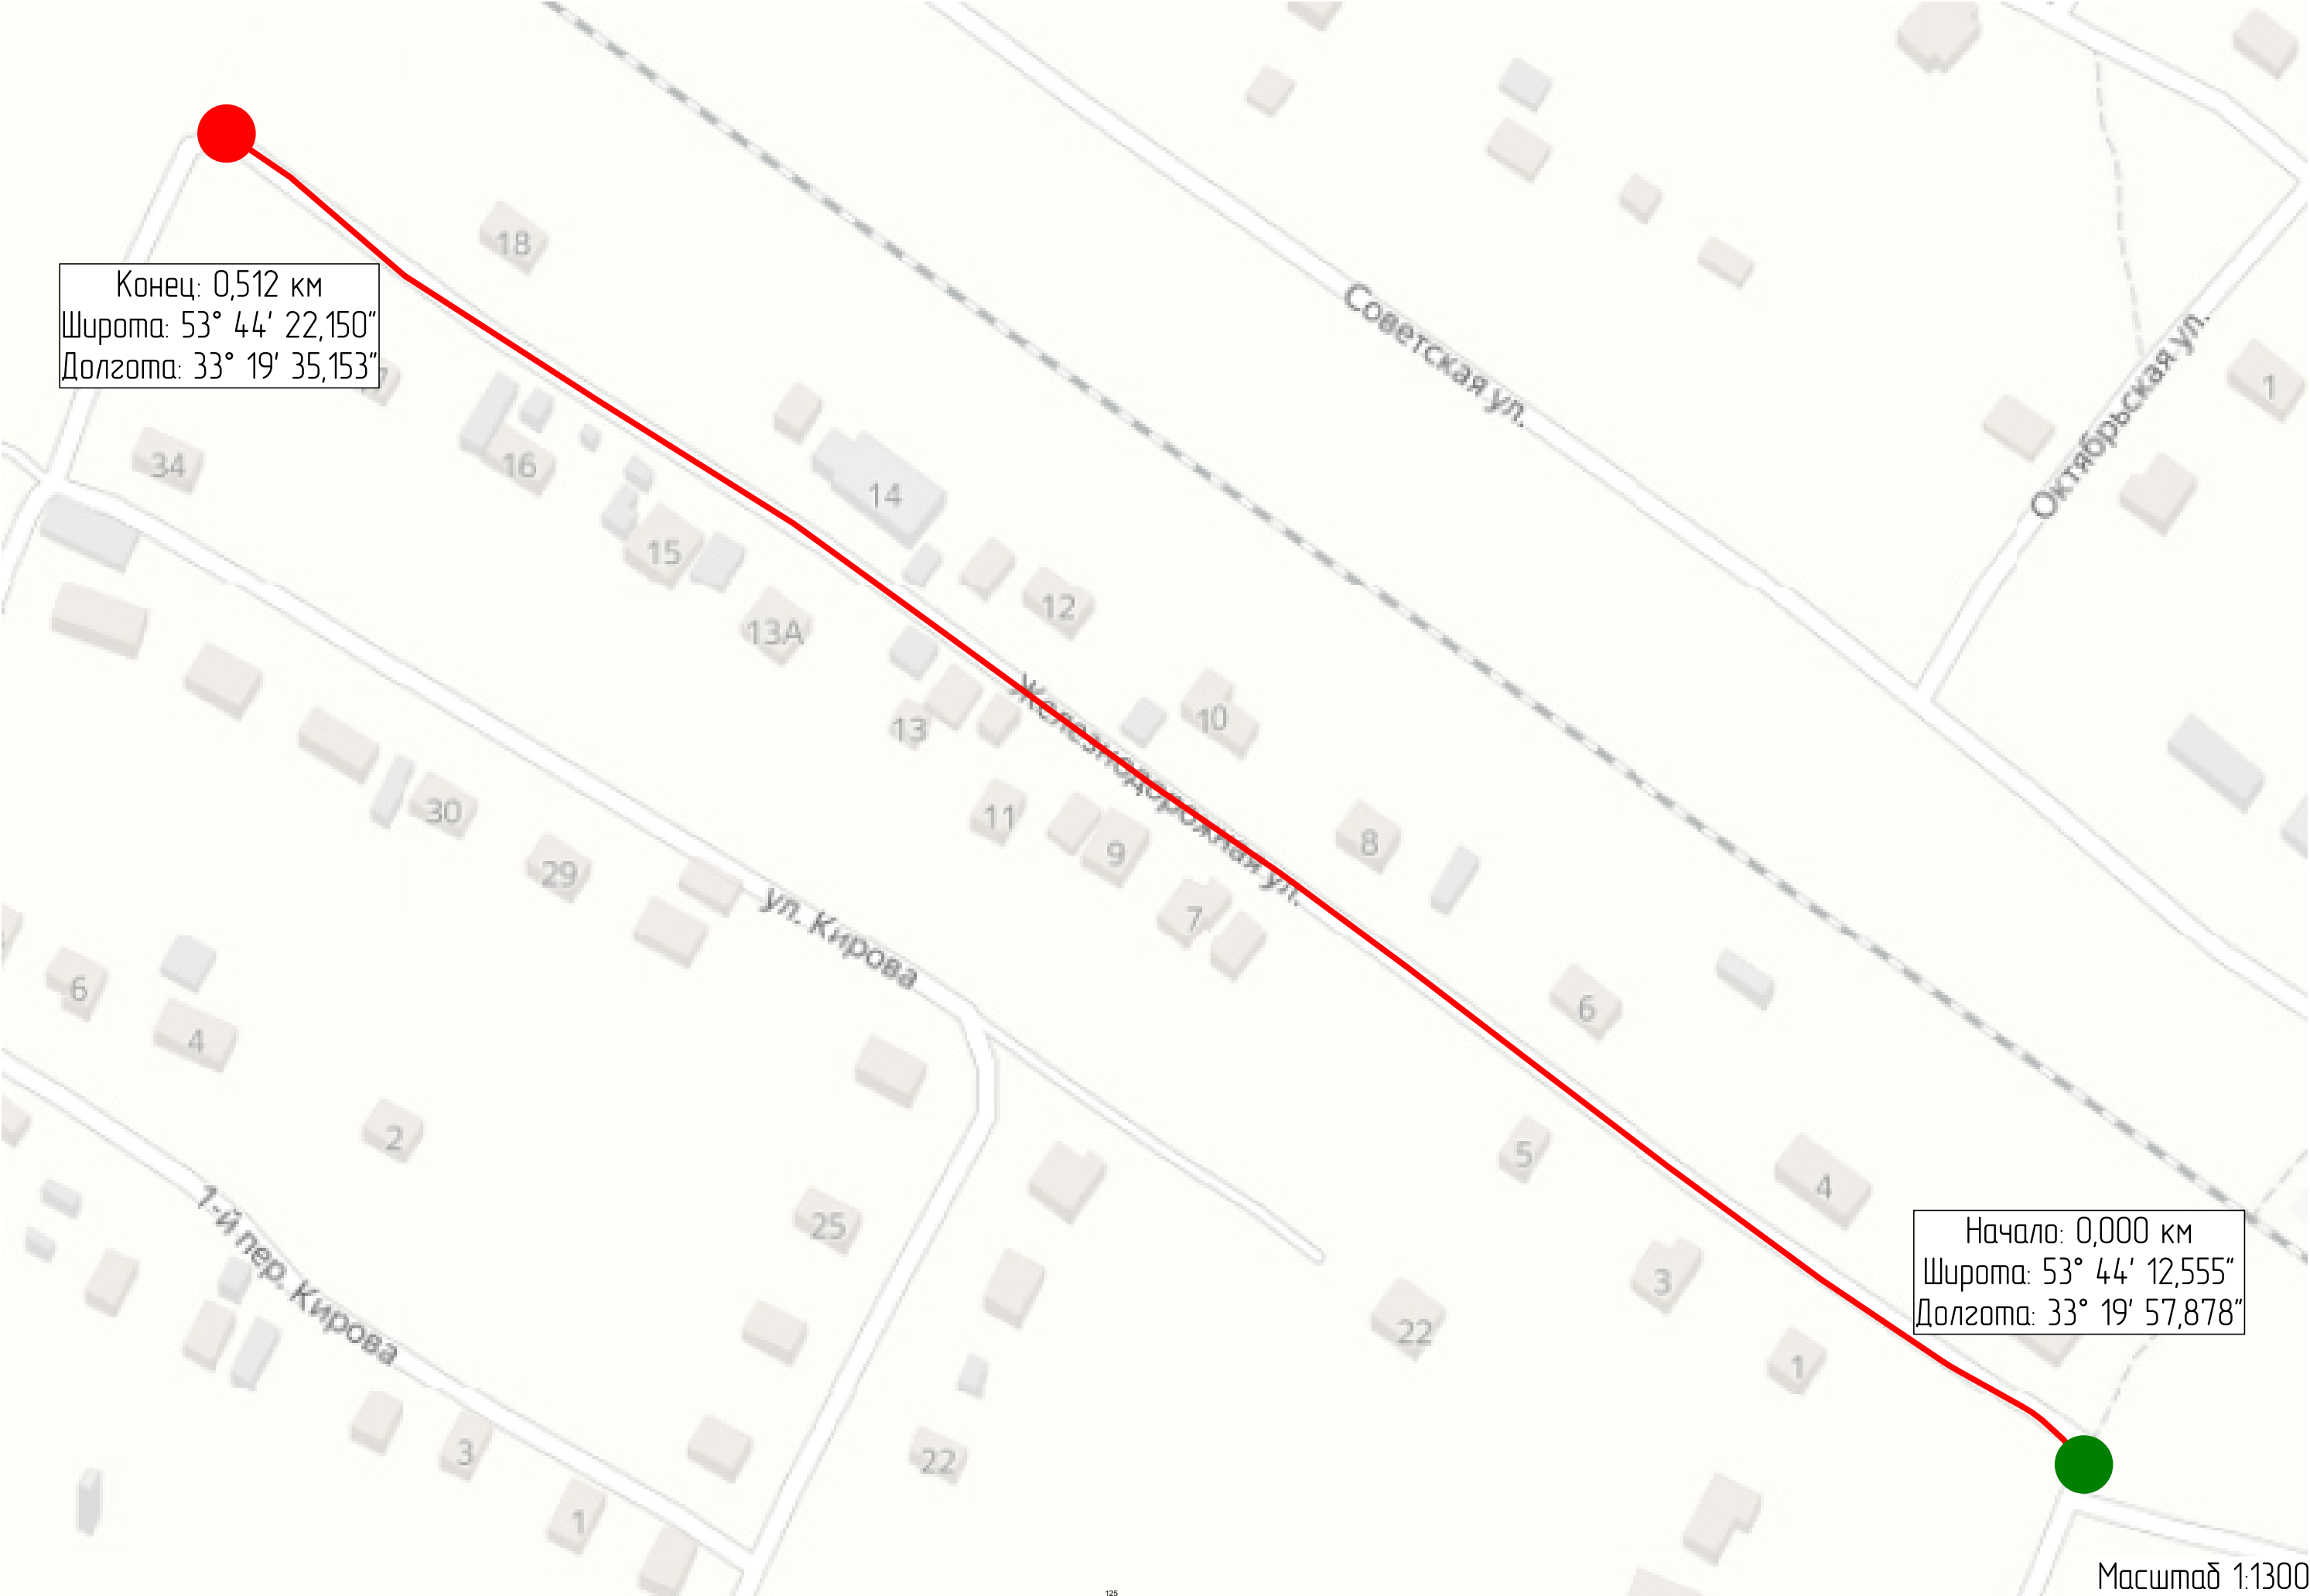 18
Конец: 0,512 км
Широта: 53° 44' 22,150"
Долгота: 33° 19' 35,153"
Советская ул.
Октябрьская ул.
1
34
16
14
15
12
13А
13
Железнодорожная ул.
10
11
9
8
7
30
29
ул. Кирова
6
6
4
2
5
4
1-й пер. Кирова
25
3
22
1
Начало: 0,000 км
Широта: 53° 44' 12,555"
Долгота: 33° 19' 57,878"
3
22
1
Масштаб 1:1300
125